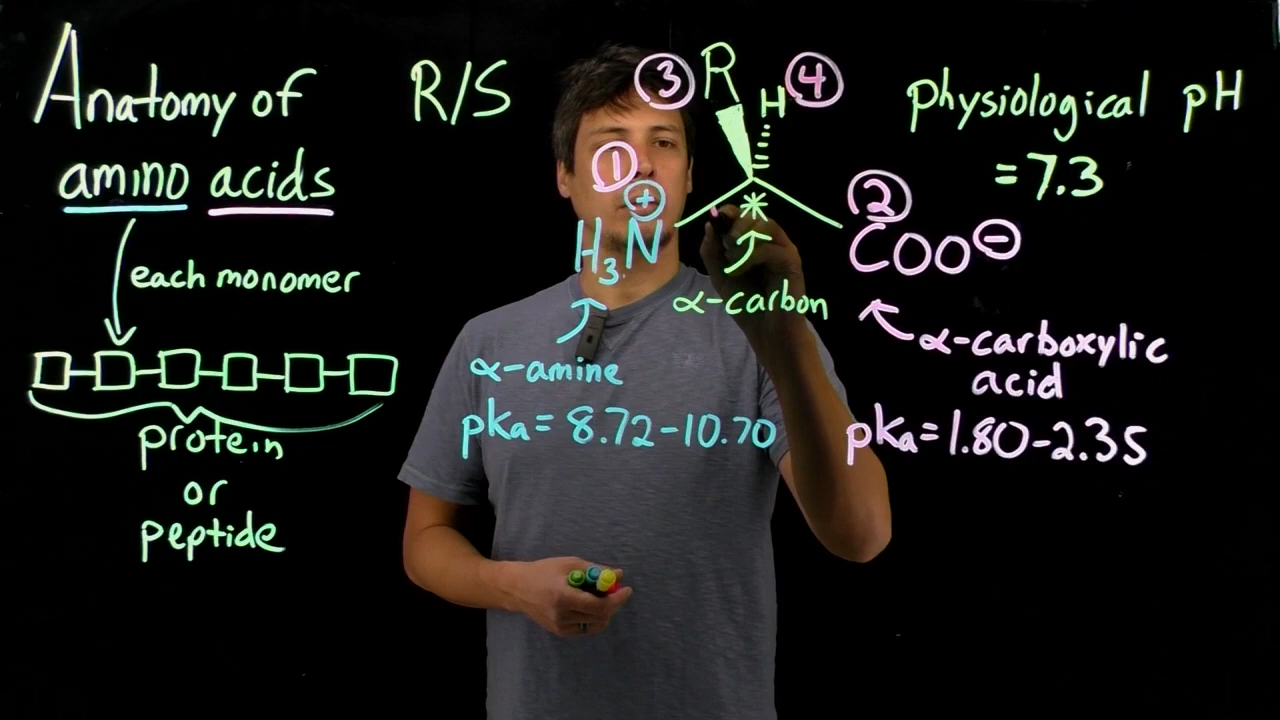 Anatomy of
amino acids
each monomer
protein
or
peptide
R/S
③ R H ④
①
⊕
H₃N
*
② 
COO⊖
α-carbon
α-amine
pKa = 8.72-10.70
α-carboxylic
acid
pKa = 1.80-2.35
physiological pH
= 7.3